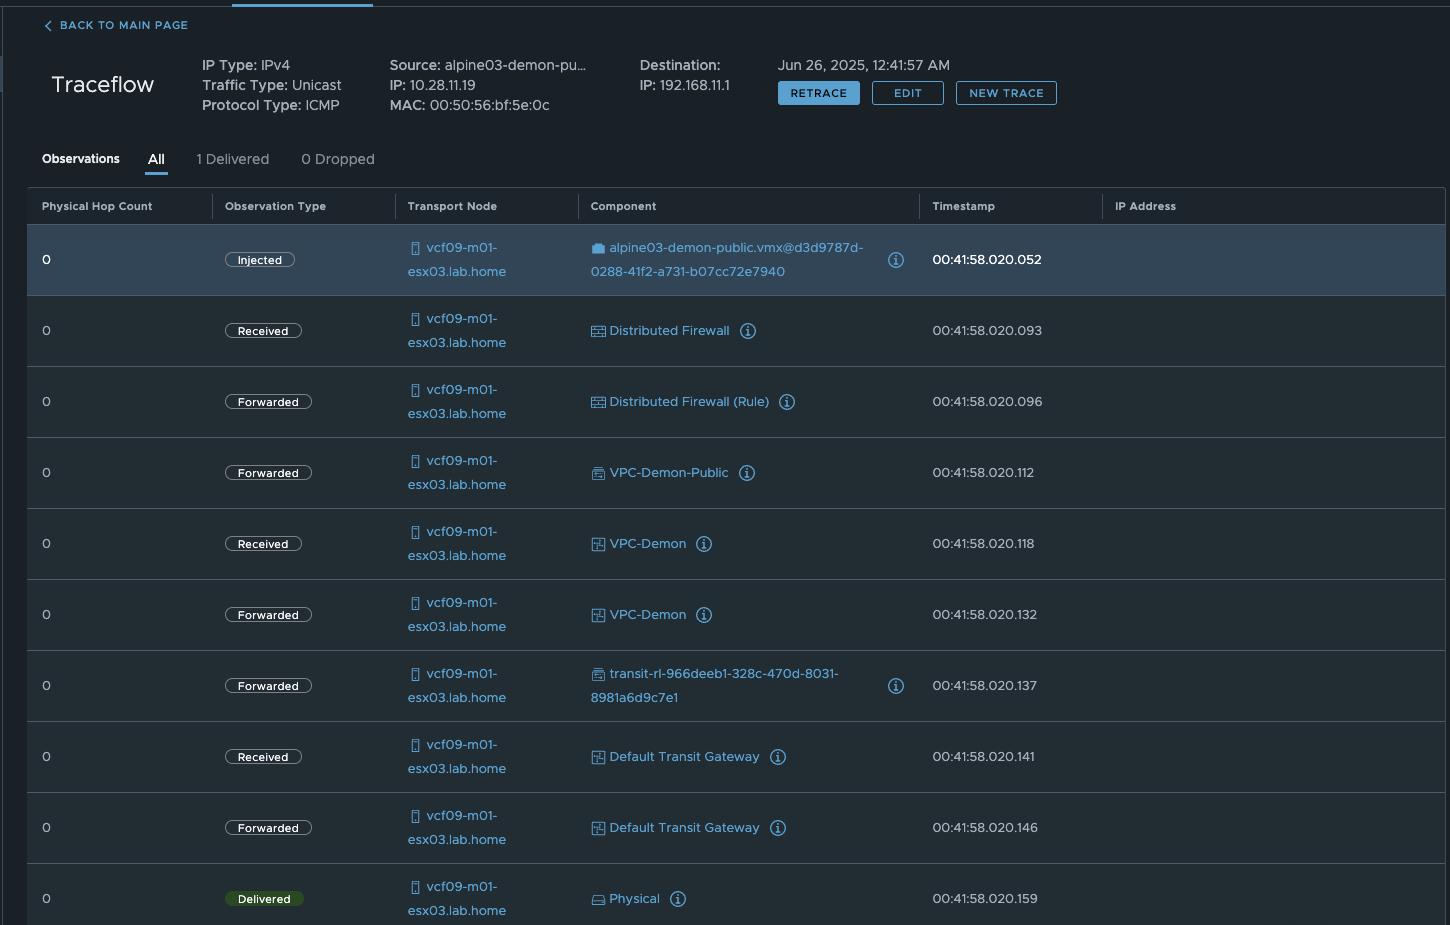 BACK TO MAIN PAGE
Traceflow
IP Type: IPv4
Traffic Type: Unicast
Protocol Type: ICMP
Source: alpine03-demon-pu...
IP: 10.28.11.19
MAC: 00:50:56:bf:5e:0c
Destination:
IP: 192.168.11.1
Jun 26, 2025, 12:41:57 AM
RETRACE EDIT NEW TRACE
Observations All 1 Delivered 0 Dropped
Physical Hop Count Observation Type Transport Node Component Timestamp IP Address
0 Injected vcf09-m01-esx03.lab.home alpine03-demon-public.vmx@d3d9787d-0288-41f2-a731-b07cc72e7940 00:41:58.020.052
0 Received vcf09-m01-esx03.lab.home Distributed Firewall 00:41:58.020.093
0 Forwarded vcf09-m01-esx03.lab.home Distributed Firewall (Rule) 00:41:58.020.096
0 Forwarded vcf09-m01-esx03.lab.home VPC-Demon-Public 00:41:58.020.112
0 Received vcf09-m01-esx03.lab.home VPC-Demon 00:41:58.020.118
0 Forwarded vcf09-m01-esx03.lab.home VPC-Demon 00:41:58.020.132
0 Forwarded vcf09-m01-esx03.lab.home transit-rl-966deeb1-328c-470d-8031-8981a6d9c7e1 00:41:58.020.137
0 Received vcf09-m01-esx03.lab.home Default Transit Gateway 00:41:58.020.141
0 Forwarded vcf09-m01-esx03.lab.home Default Transit Gateway 00:41:58.020.146
0 Delivered vcf09-m01-esx03.lab.home Physical 00:41:58.020.159